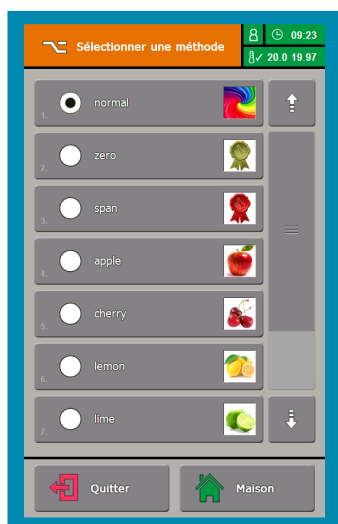 Sélectionner une méthode
09:23
20.0 19.97
1. normal
2. zero
3. span
4. apple
5. cherry
6. lemon
7. lime
Quitter
Maison